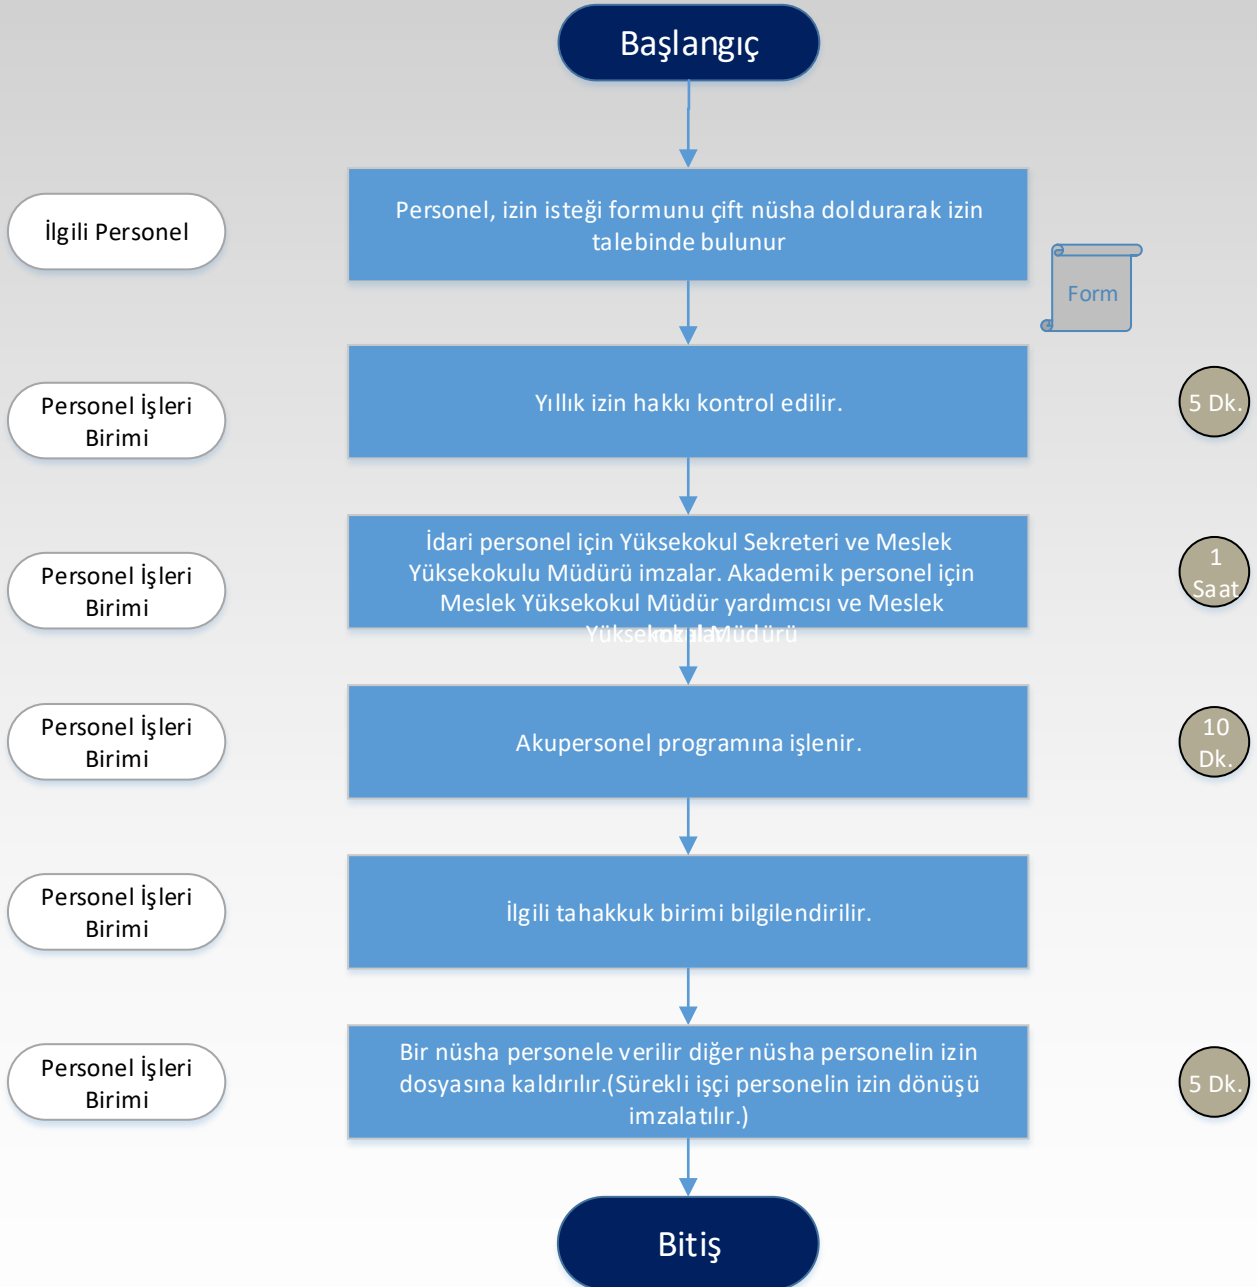 Başlangıç
İlgili Personel
Personel, izin isteği formunu çift nüsha doldurarak izin
talebinde bulunur
Form
Personel İşleri
Birimi
Yıllık izin hakkı kontrol edilir.
5 Dk.
Personel İşleri
Birimi
İdari personel için Yüksekokul Sekreteri ve Meslek
Yüksekokulu Müdürü imzalar. Akademik personel için
Meslek Yüksekokul Müdür yardımcısı ve Meslek
Müdürü
1
Saat
Personel İşleri
Birimi
Akupersonel programına işlenir.
10
Dk.
Personel İşleri
Birimi
İlgili tahakkuk birimi bilgilendirilir.
Personel İşleri
Birimi
Bir nüsha personele verilir diğer nüsha personelin izin
dosyasına kaldırılır.(Sürekli işçi personelin izin dönüşü
imzalatılır.)
5 Dk.
Bitiş